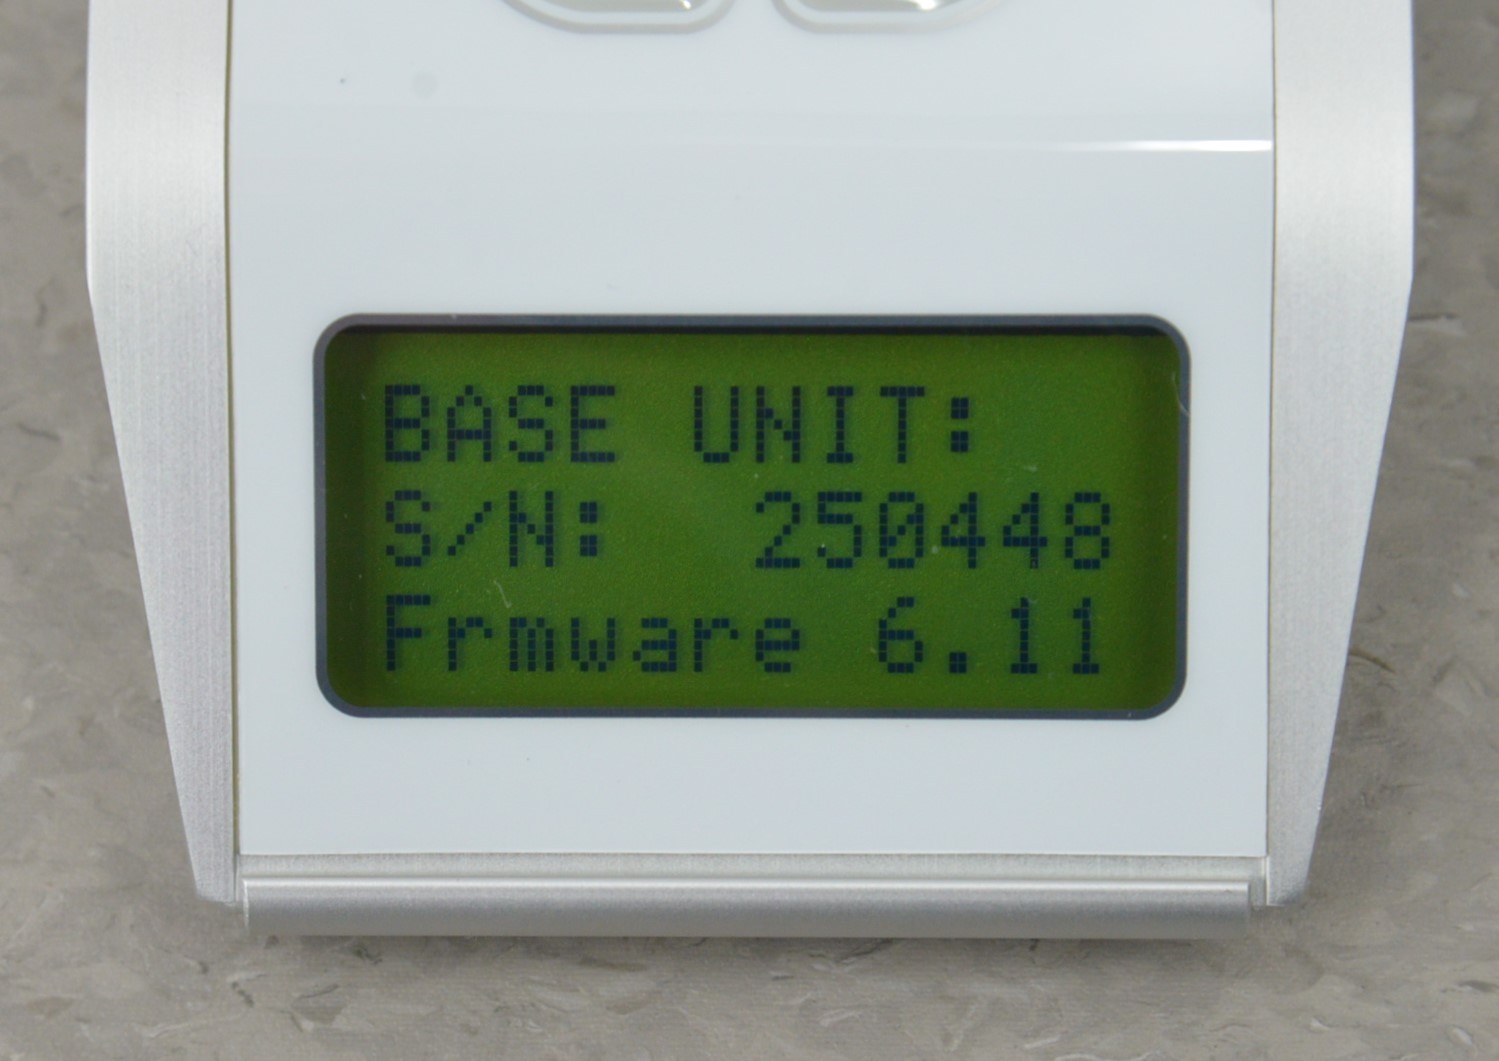 BASE UNIT:
S/N: 250448
Frmware 6.11